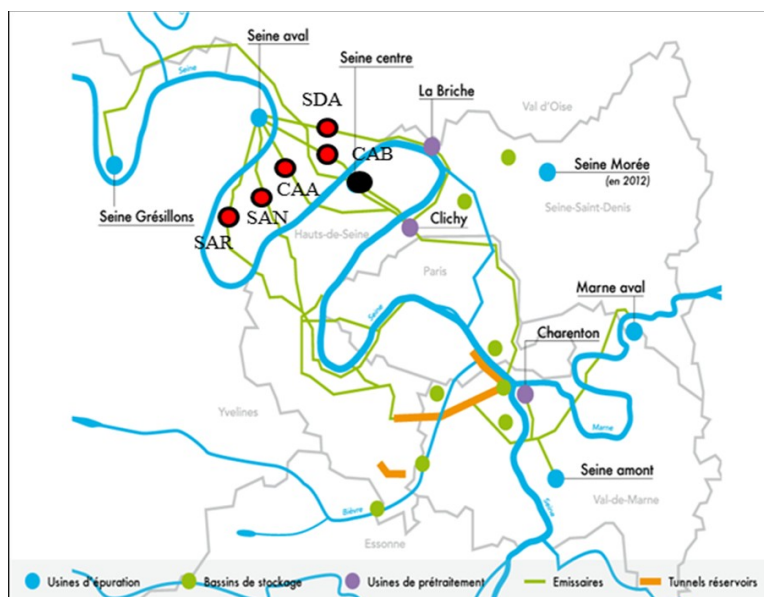 Seine aval
Seine centre
La Briche
Val d'Oise
Seine
SDA
CAB
Seine Morée
(en 2012)
CAA
Seine Grésillons
SAN
Clichy
Seine-Saint-Denis
SAR
Hauts-de-Seine
Paris
Marne aval
Seine
Marne
Charenton
Yvelines
Marne
Seine amont
Bièvre
Seine
Val-de-Marne
Essonne
Usines d'épuration
Bassins de stockage
Usines de prétraitement
Emissaires
Tunnels réservoirs